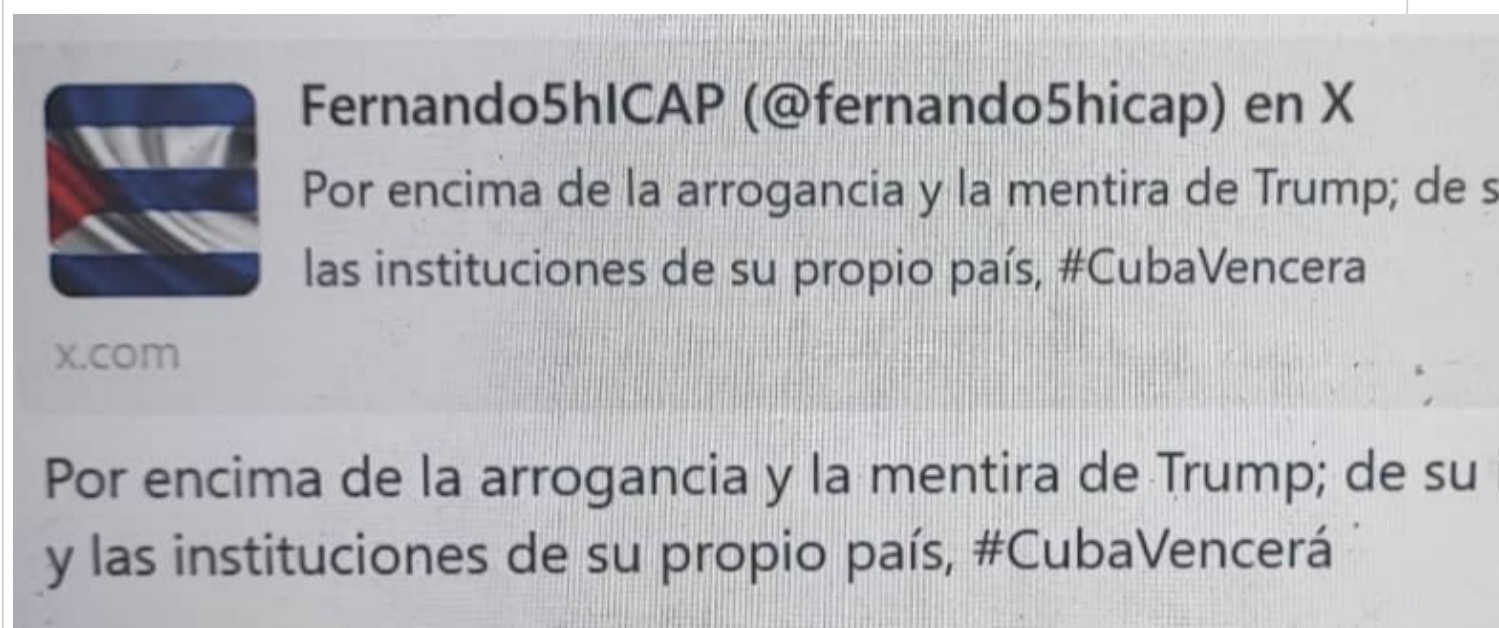 Fernando5hICAP (@fernando5hicap) en X
Por encima de la arrogancia y la mentira de Trump; de s
las instituciones de su propio país, #CubaVencera
x.com
Por encima de la arrogancia y la mentira de Trump; de su
y las instituciones de su propio país, #CubaVencerá